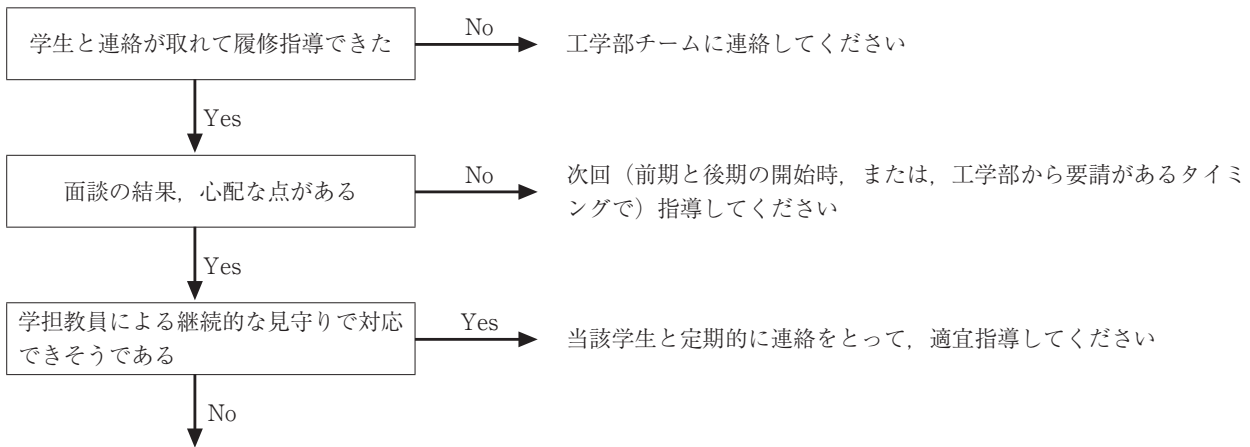 学生と連絡が取れて履修指導できた
No
工学部チームに連絡してください
Yes
面談の結果，心配な点がある
No
次回（前期と後期の開始時，または，工学部から要請があるタイミ
ングで）指導してください
Yes
学担教員による継続的な見守りで対応
できそうである
Yes
当該学生と定期的に連絡をとって，適宜指導してください
No